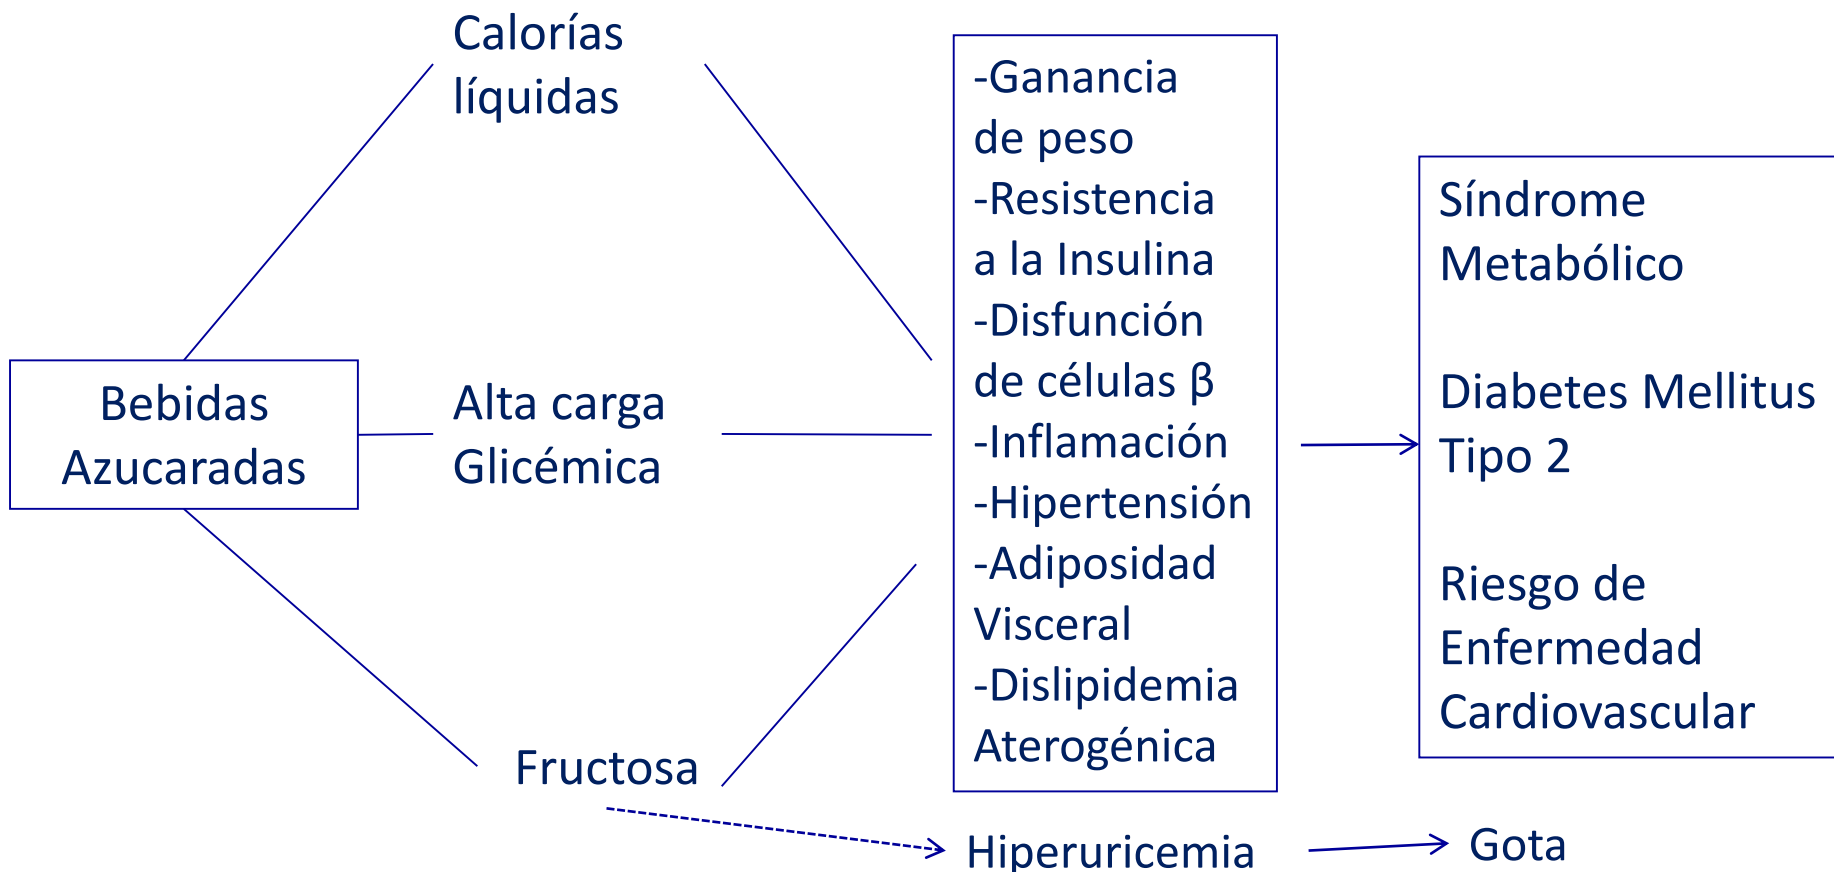 Calorías
líquidas
Bebidas
Azucaradas
Alta carga
Glicémica
Fructosa
-Ganancia
de peso
-Resistencia
a la Insulina
-Disfunción
de células β
-Inflamación
-Hipertensión
-Adiposidad
Visceral
-Dislipidemia
Aterogénica
Síndrome
Metabólico
Diabetes Mellitus
Tipo 2
Riesgo de
Enfermedad
Cardiovascular
Hiperuricemia
Gota